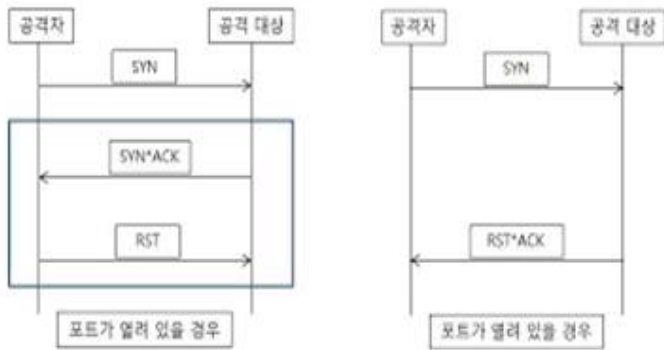 공격자
공격 대상
SYN
SYN*ACK
RST
포트가 열려 있을 경우
공격자
공격 대상
SYN
RST*ACK
포트가 열려 있을 경우